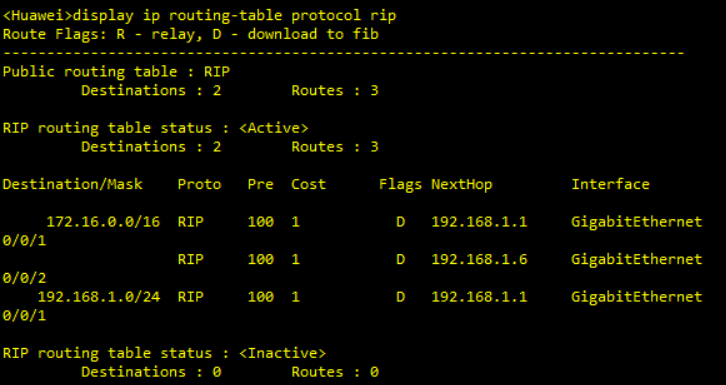 <Huawei>display ip routing-table protocol rip
Route Flags: R - relay, D - download to fib
------------------------------------------------------------------------------
Public routing table : RIP
         Destinations : 2        Routes : 3

RIP routing table status : <Active>
         Destinations : 2        Routes : 3

Destination/Mask    Proto   Pre  Cost      Flags NextHop         Interface

     172.16.0.0/16  RIP     100  1           D   192.168.1.1     GigabitEthernet
0/0/1
                    RIP     100  1           D   192.168.1.6     GigabitEthernet
0/0/2
    192.168.1.0/24  RIP     100  1           D   192.168.1.1     GigabitEthernet
0/0/1

RIP routing table status : <Inactive>
         Destinations : 0        Routes : 0